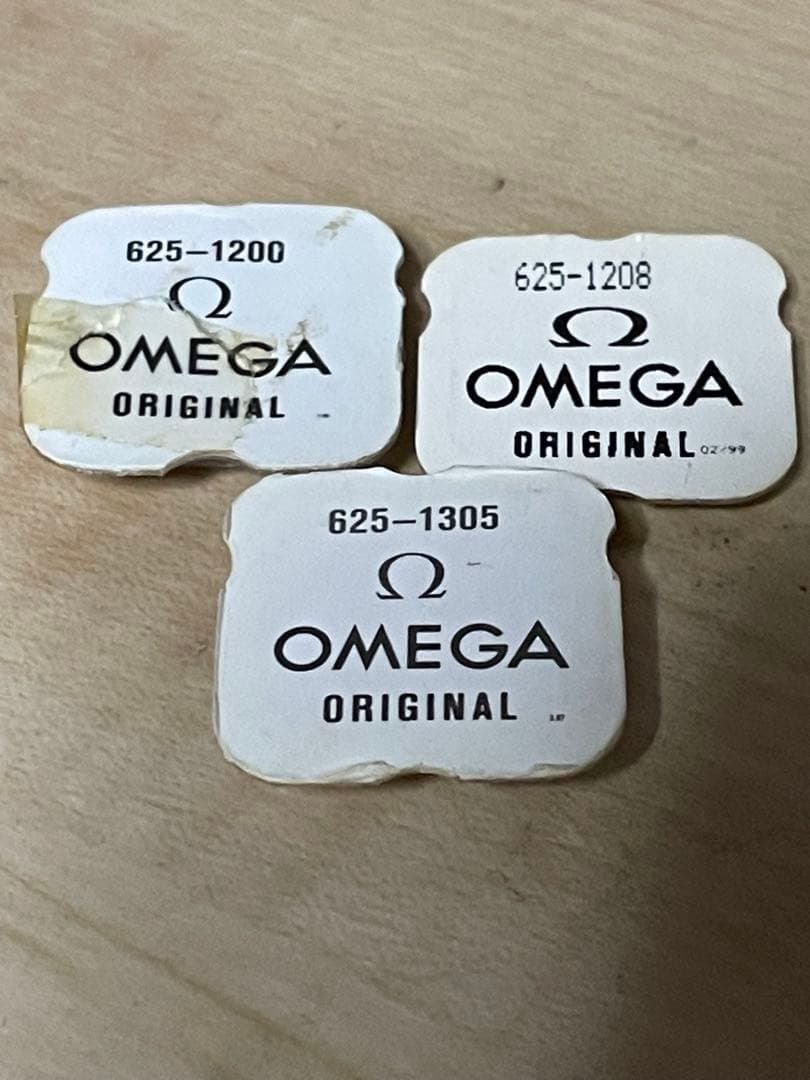 625-1200
Ω
OMEGA
ORIGINAL
625-1208
Ω
OMEGA
ORIGINAL 02/99
625-1305
Ω
OMEGA
ORIGINAL